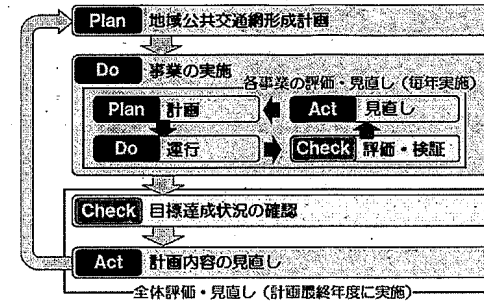 Plan 地域公共交通網形成計画
Do 事業の実施
各事業の評価・見直し（毎年実施）
Plan 計画
Act 見直し
Do 運行
Check 評価・検証
Check 目標達成状況の確認
Act 計画内容の見直し
全体評価・見直し（計画最終年度に実施）